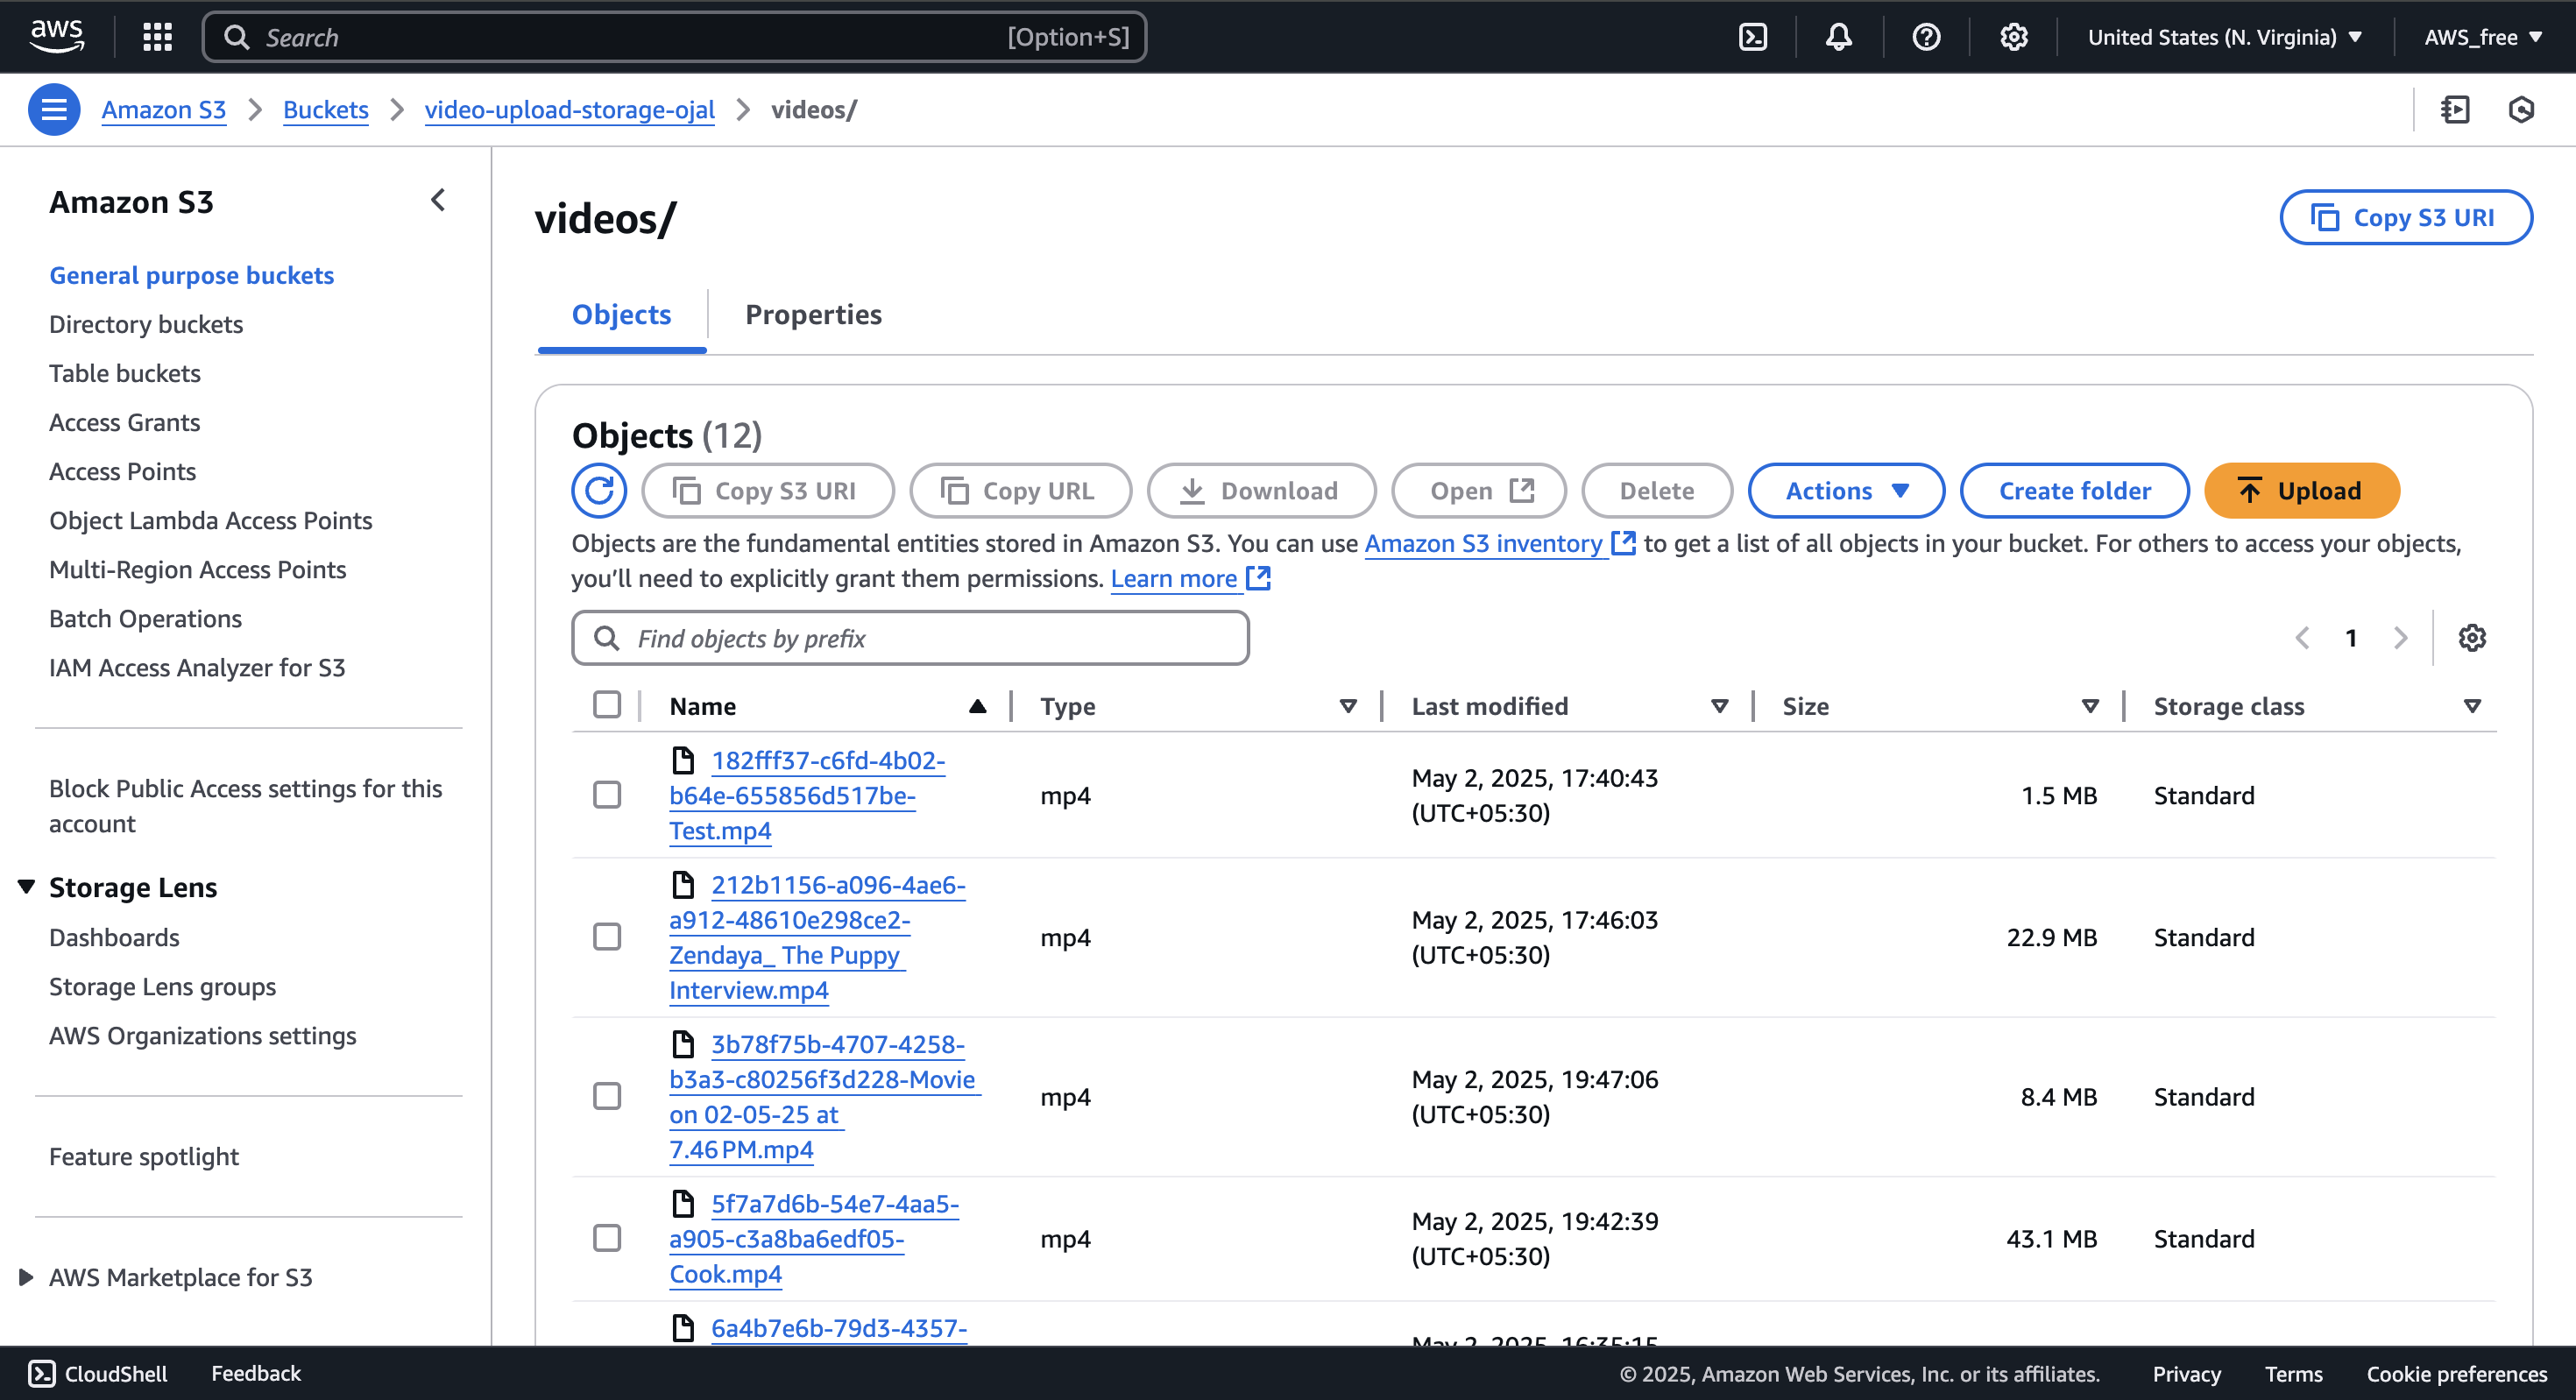 aws
Search [Option+S]
United States (N. Virginia)
AWS_free
Amazon S3
Buckets
video-upload-storage-ojal
videos/
Amazon S3
General purpose buckets
Directory buckets
Table buckets
Access Grants
Access Points
Object Lambda Access Points
Multi-Region Access Points
Batch Operations
IAM Access Analyzer for S3
Block Public Access settings for this
account
Storage Lens
Dashboards
Storage Lens groups
AWS Organizations settings
Feature spotlight
AWS Marketplace for S3
videos/
Copy S3 URI
Objects
Properties
Objects (12)
Copy S3 URI
Copy URL
Download
Open
Delete
Actions
Create folder
Upload
Objects are the fundamental entities stored in Amazon S3. You can use Amazon S3 inventory to get a list of all objects in your bucket. For others to access your objects,
you’ll need to explicitly grant them permissions. Learn more
Find objects by prefix
1
Name
Type
Last modified
Size
Storage class
182fff37-c6fd-4b02-
b64e-655856d517be-
Test.mp4
mp4
May 2, 2025, 17:40:43
(UTC+05:30)
1.5 MB
Standard
212b1156-a096-4ae6-
a912-48610e298ce2-
Zendaya_ The Puppy
Interview.mp4
mp4
May 2, 2025, 17:46:03
(UTC+05:30)
22.9 MB
Standard
3b78f75b-4707-4258-
b3a3-c80256f3d228-Movie
on 02-05-25 at
7.46 PM.mp4
mp4
May 2, 2025, 19:47:06
(UTC+05:30)
8.4 MB
Standard
5f7a7d6b-54e7-4aa5-
a905-c3a8ba6edf05-
Cook.mp4
mp4
May 2, 2025, 19:42:39
(UTC+05:30)
43.1 MB
Standard
6a4b7e6b-79d3-4357-
May 2, 2025, 16:35:15
CloudShell
Feedback
© 2025, Amazon Web Services, Inc. or its affiliates.
Privacy
Terms
Cookie preferences